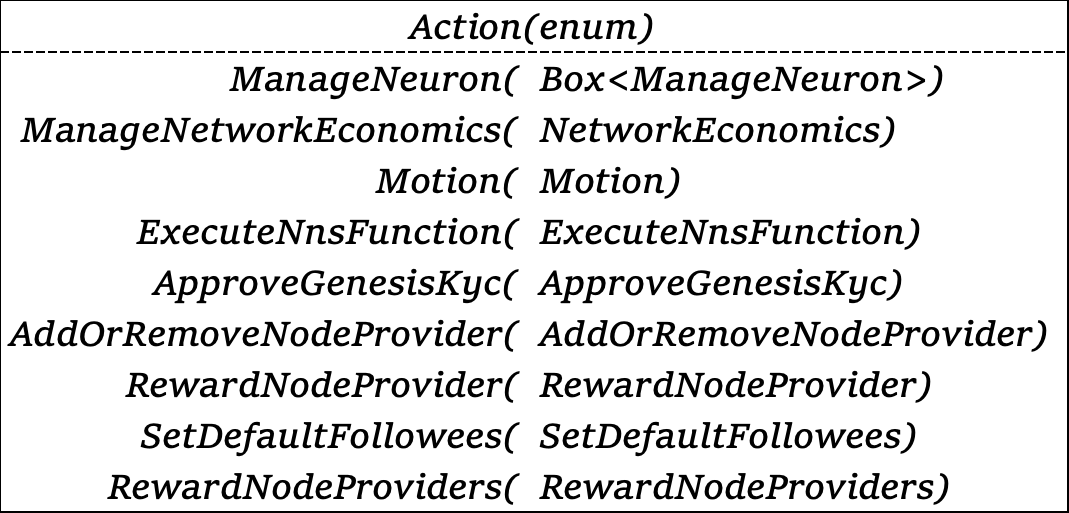 Action(enum)
ManageNeuron( Box<ManageNeuron>)
ManageNetworkEconomics( NetworkEconomics)
Motion( Motion)
ExecuteNnsFunction( ExecuteNnsFunction)
ApproveGenesisKyc( ApproveGenesisKyc)
AddOrRemoveNodeProvider( AddOrRemoveNodeProvider)
RewardNodeProvider( RewardNodeProvider)
SetDefaultFollowees( SetDefaultFollowees)
RewardNodeProviders( RewardNodeProviders)